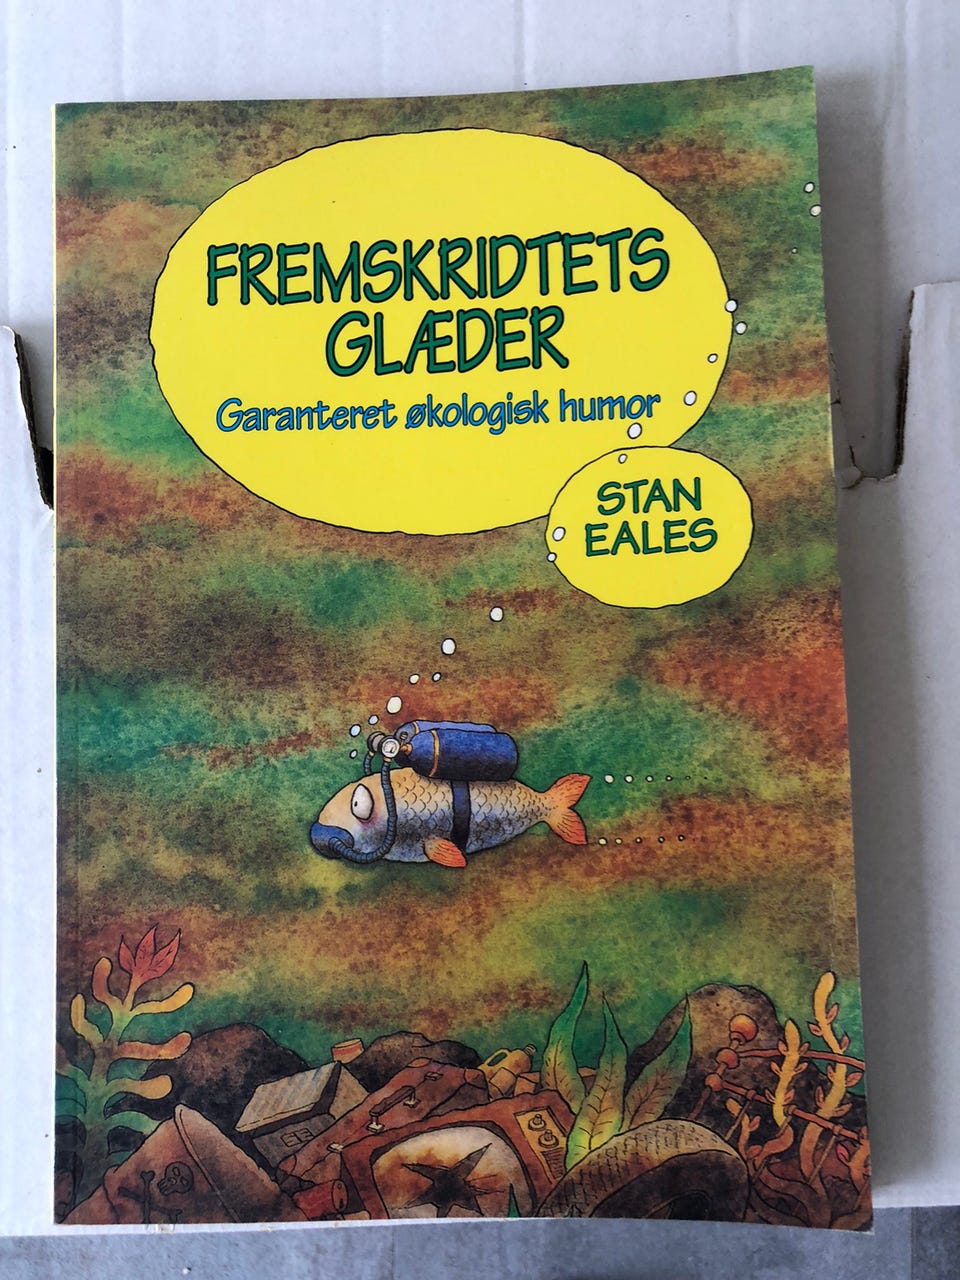 FREMSKRIDTETS
GLÆDER
Garanteret økologisk humor
STAN
EALES